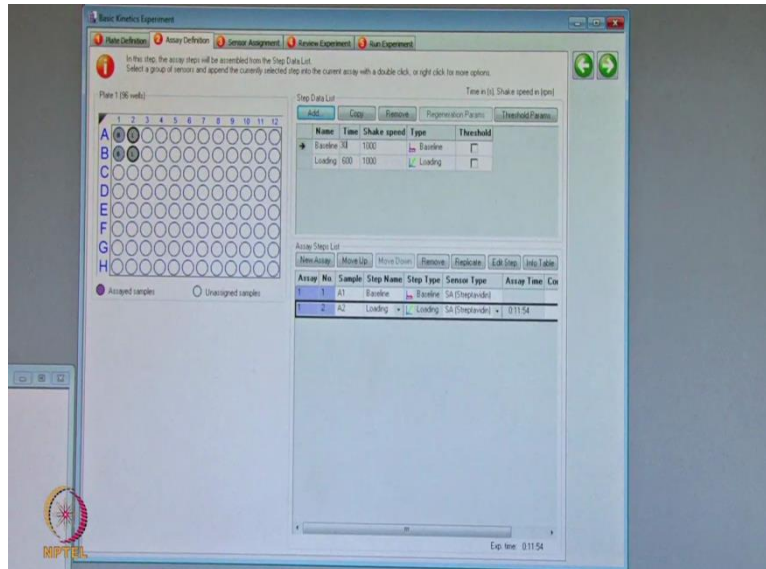 Basic Kinetics Experiment
1 Plate Definition 2 Assay Definition 3 Sensor Assignment 4 Review Experiment 5 Run Experiment
In this step, the assay steps will be assembled from the Step Data List.
Select a group of sensors and append the currently selected step into the current assay with a double click, or right click for more options.
Plate 1 (96 wells)
1 2 3 4 5 6 7 8 9 10 11 12
A
B
C
D
E
F
G
H
Assayed samples Unassigned samples
Step Data List Time in (s), Shake speed in (rpm)
Add... Copy Remove Regeneration Params Threshold Params
Name Time Shake speed Type Threshold
Baseline 1000 Baseline
Loading 600 1000 Loading
Assay Steps List
New Assay Move Up Move Down Remove Replicate Edit Step Info Table
Assay No. Sample Step Name Step Type Sensor Type Assay Time Co
1 1 A1 Baseline Baseline SA (Streptavidin)
1 2 A2 Loading Loading SA (Streptavidin) 0:11:54
Exp. time: 0:11:54
NPTEL